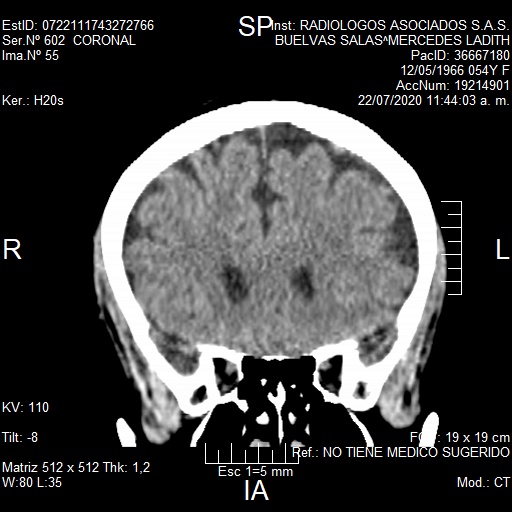 EstID: 0722111743272766
Ser.Nº 602 CORONAL
Ima.Nº 55
Ker.: H20s
SP
Inst: RADIOLOGOS ASOCIADOS S.A.S.
BUELVAS SALAS^MERCEDES LADITH
PacID: 36667180
12/05/1966 054Y F
AccNum: 19214901
22/07/2020 11:44:03 a. m.
R
L
KV: 110
Tilt: -8
Matriz 512 x 512 Thk: 1,2
W:80 L:35
Esc 1=5 mm
IA
19 x 19 cm
Ref.: NO TIENE MEDICO SUGERIDO
Mod.: CT